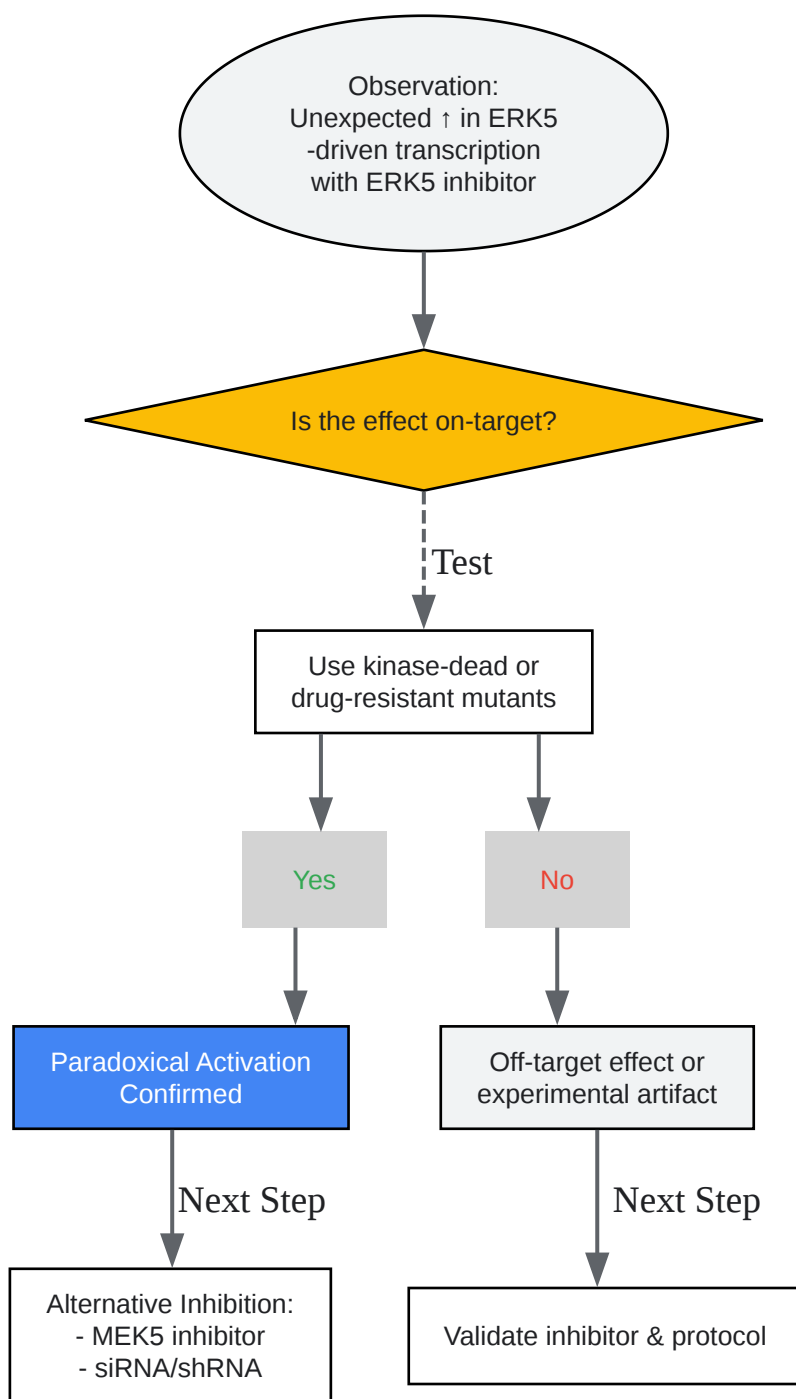 Observation:
Unexpected ↑ in ERK5
-driven transcription
with ERK5 inhibitor
Is the effect on-target?
Test
Use kinase-dead or
drug-resistant mutants
Yes
No
Paradoxical Activation
Confirmed
Off-target effect or
experimental artifact
Next Step
Next Step
Alternative Inhibition:
- MEK5 inhibitor
- siRNA/shRNA
Validate inhibitor & protocol